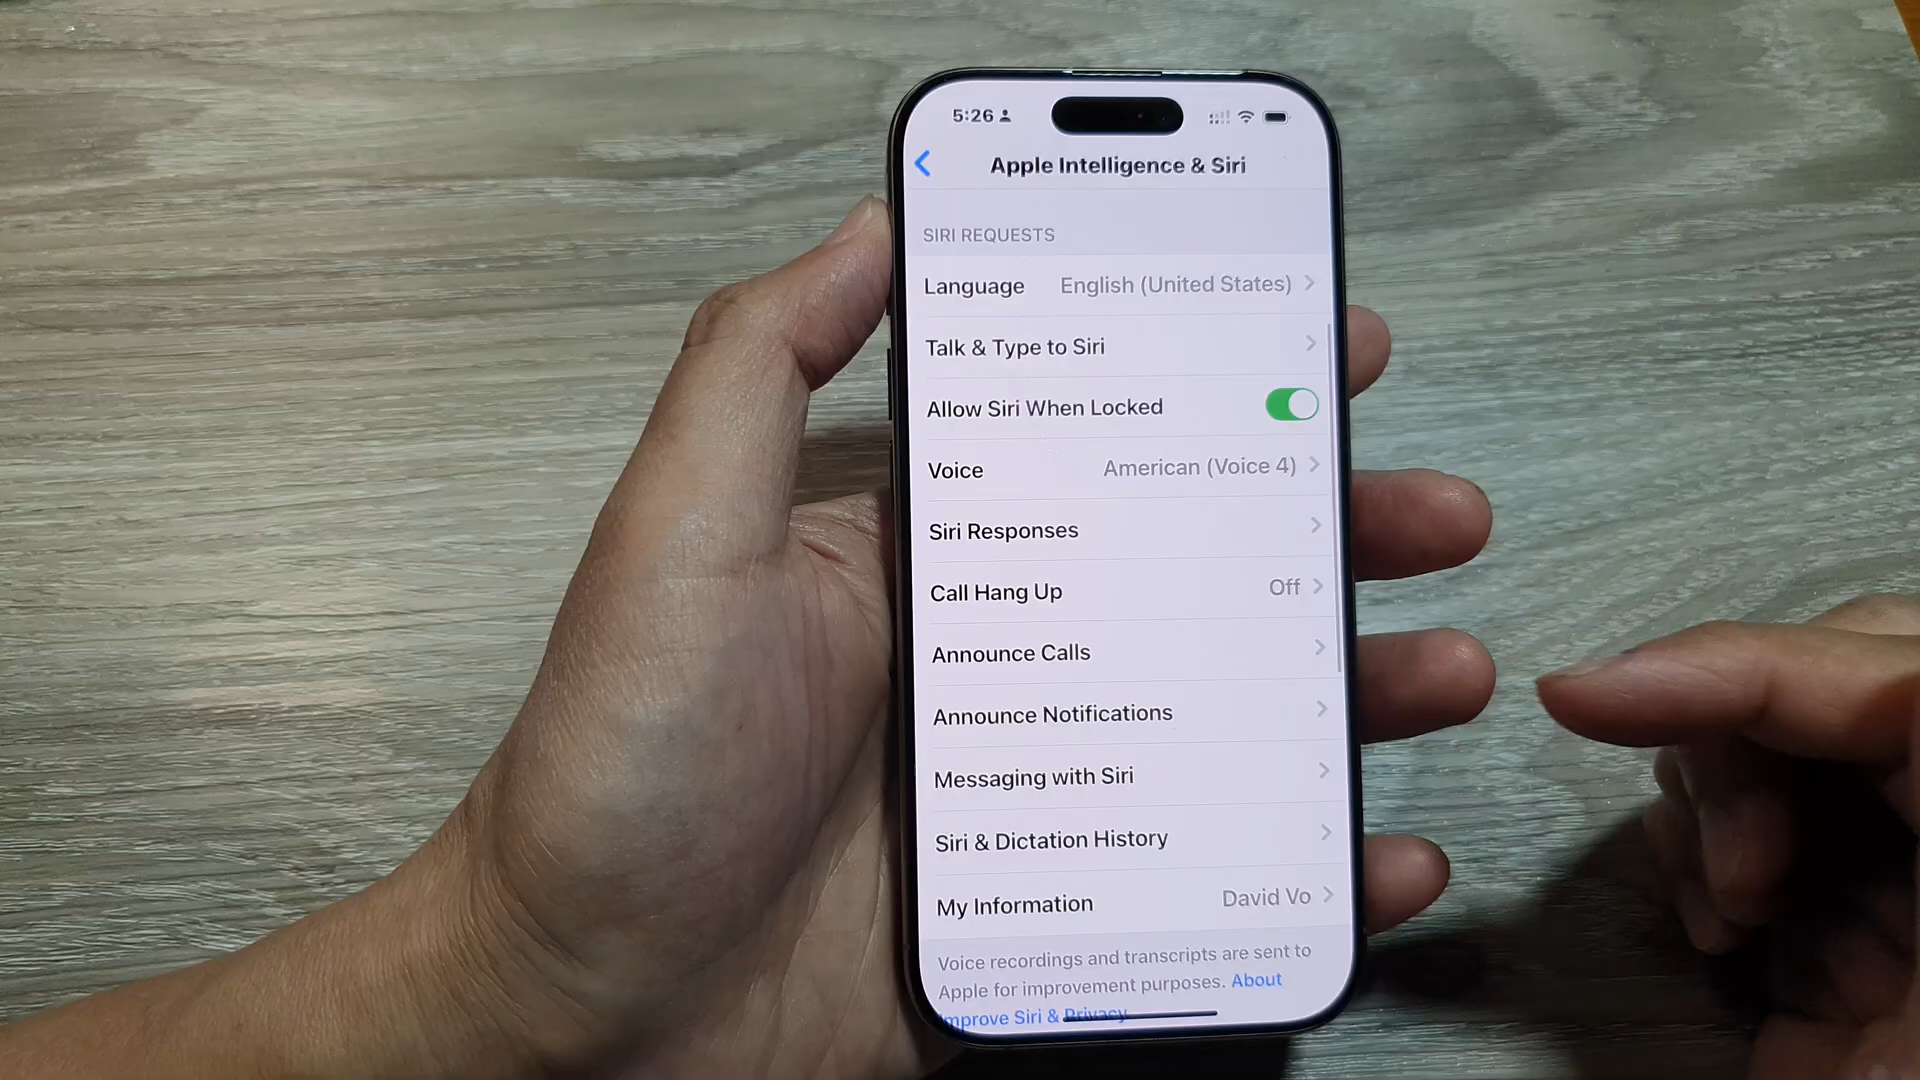 5:26
Apple Intelligence & Siri
SIRI REQUESTS
Language English (United States)
Talk & Type to Siri
Allow Siri When Locked
Voice American (Voice 4)
Siri Responses
Call Hang Up Off
Announce Calls
Announce Notifications
Messaging with Siri
Siri & Dictation History
My Information David Vo
Voice recordings and transcripts are sent to
Apple for improvement purposes. About
Improve Siri & Privacy...